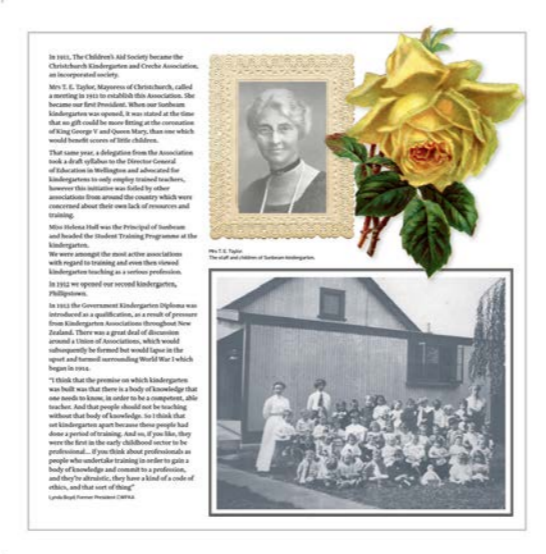 In 1911, The Children's Aid Society became the
Christchurch Kindergarten and Creche Association,
an incorporated society.
Mrs T. E. Taylor, Mayoress of Christchurch, called
a meeting in 1912 to establish this Association. She
became our first President. When our Sunbeam
kindergarten was opened, it was stated at the time
that no gift could be more fitting at the coronation
of King George V and Queen Mary, than one which
would benefit scores of little children.
That same year, a delegation from the Association
took a draft syllabus to the Director General
of Education in Wellington and advocated for
kindergartens to only employ trained teachers,
however this initiative was foiled by other
associations from around the country which were
concerned about their own lack of resources and
training.
Miss Helena Hull was the Principal of Sunbeam
and headed the Student Training Programme at the
kindergarten.
We were amongst the most active associations
with regard to training and even then viewed
kindergarten teaching as a serious profession.
In 1912 we opened our second kindergarten,
Phillipstown.
In 1913 the Government Kindergarten Diploma was
introduced as a qualification, as a result of pressure
from Kindergarten Associations throughout New
Zealand. There was a great deal of discussion
around a Union of Associations, which would
subsequently be formed but would lapse in the
upset and turmoil surrounding World War I which
began in 1914.
"I think that the premise on which kindergarten
was built was that there is a body of knowledge that
one needs to know, in order to be a competent, able
teacher. And that people should not be teaching
without that body of knowledge. So I think that
set kindergarten apart because these people had
done a period of training. And so, if you like, they
were the first in the early childhood sector to be
professional... if you think about professionals as
people who undertake training in order to gain a
body of knowledge and commit to a profession,
and they're altruistic, they have a kind of a code of
ethics, and that sort of thing"
Lynda Boyd Former President CWFKA
Mrs T. E. Taylor
The staff and children of Sunbeam kindergarten.